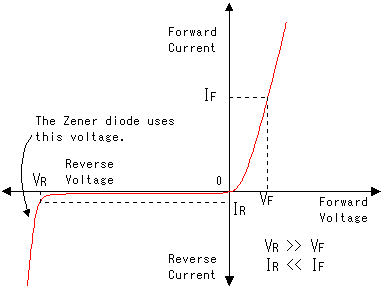 Forward
Current
IF
The Zener diode uses
this voltage.
VR
Reverse
Voltage
0
IR
VF
Forward
Voltage
Reverse
Current
VR >> VF
IR << IF